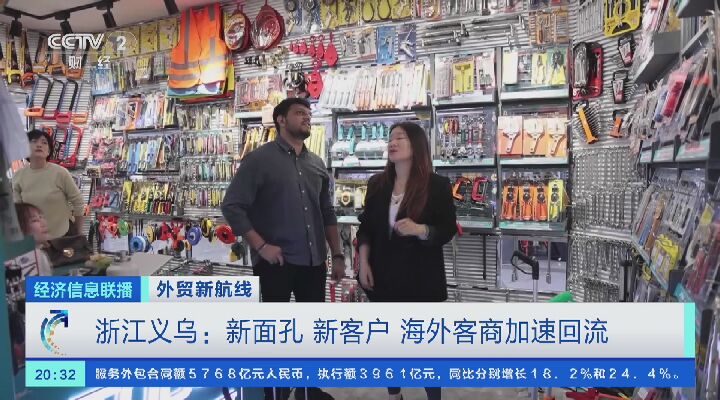 CCTV 2
财经
经济信息联播 外贸新航线
浙江义乌：新面孔 新客户 海外客商加速回流
20:32 服务外包合同额5768亿元人民币，执行额3961亿元，同比分别增长18．2%和24．4%。